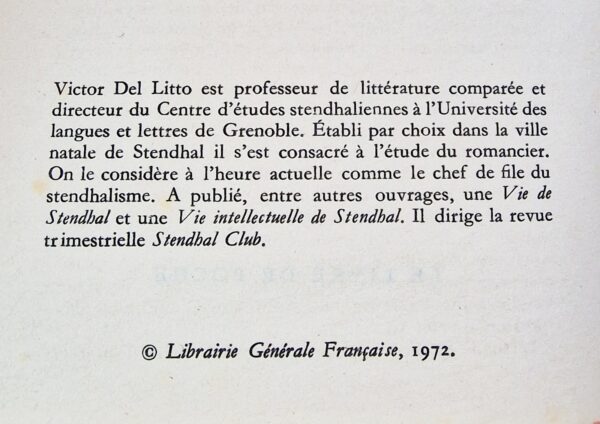 Victor Del Litto est professeur de littérature comparée et
directeur du Centre d'études stendhaliennes à l'Université des
langues et lettres de Grenoble. Établi par choix dans la ville
natale de Stendhal il s'est consacré à l'étude du romancier.
On le considère à l'heure actuelle comme le chef de file du
stendhalisme. A publié, entre autres ouvrages, une Vie de
Stendhal et une Vie intellectuelle de Stendhal. Il dirige la revue
trimestrielle Stendhal Club.
© Librairie Générale Française, 1972.